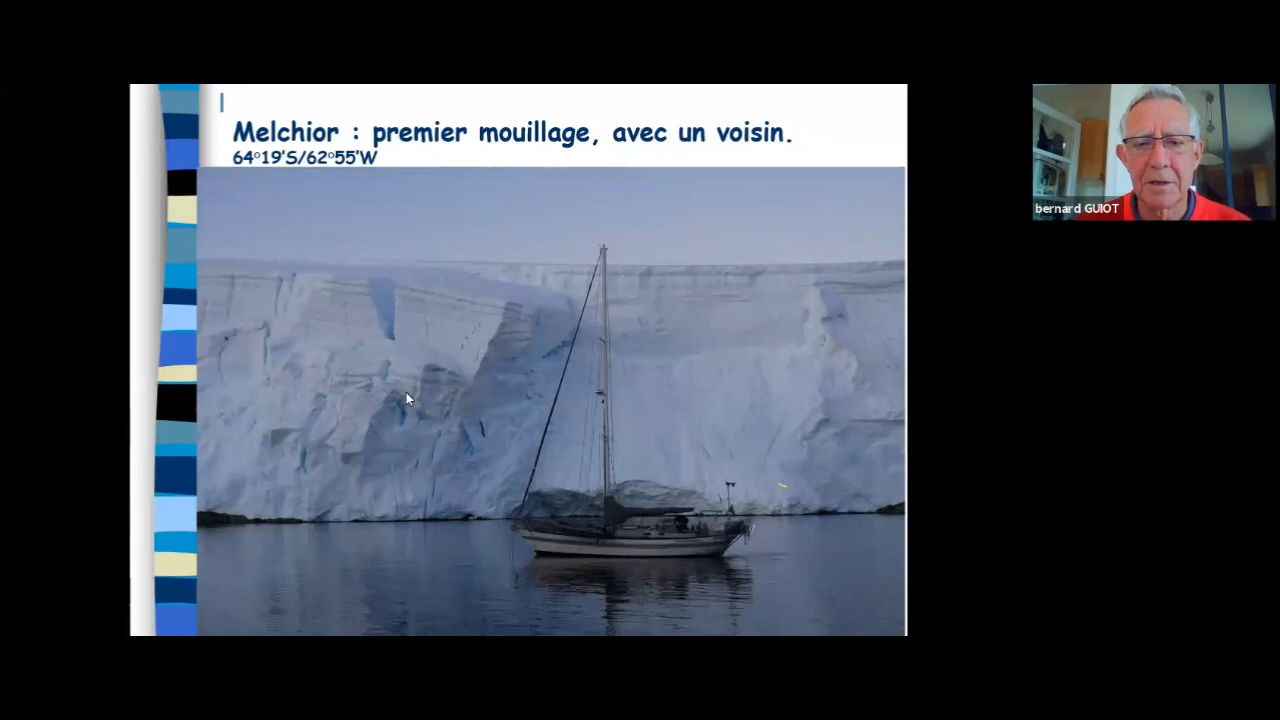 Melchior : premier mouillage, avec un voisin.
64°19'S/62°55'W
bernard GUIOT